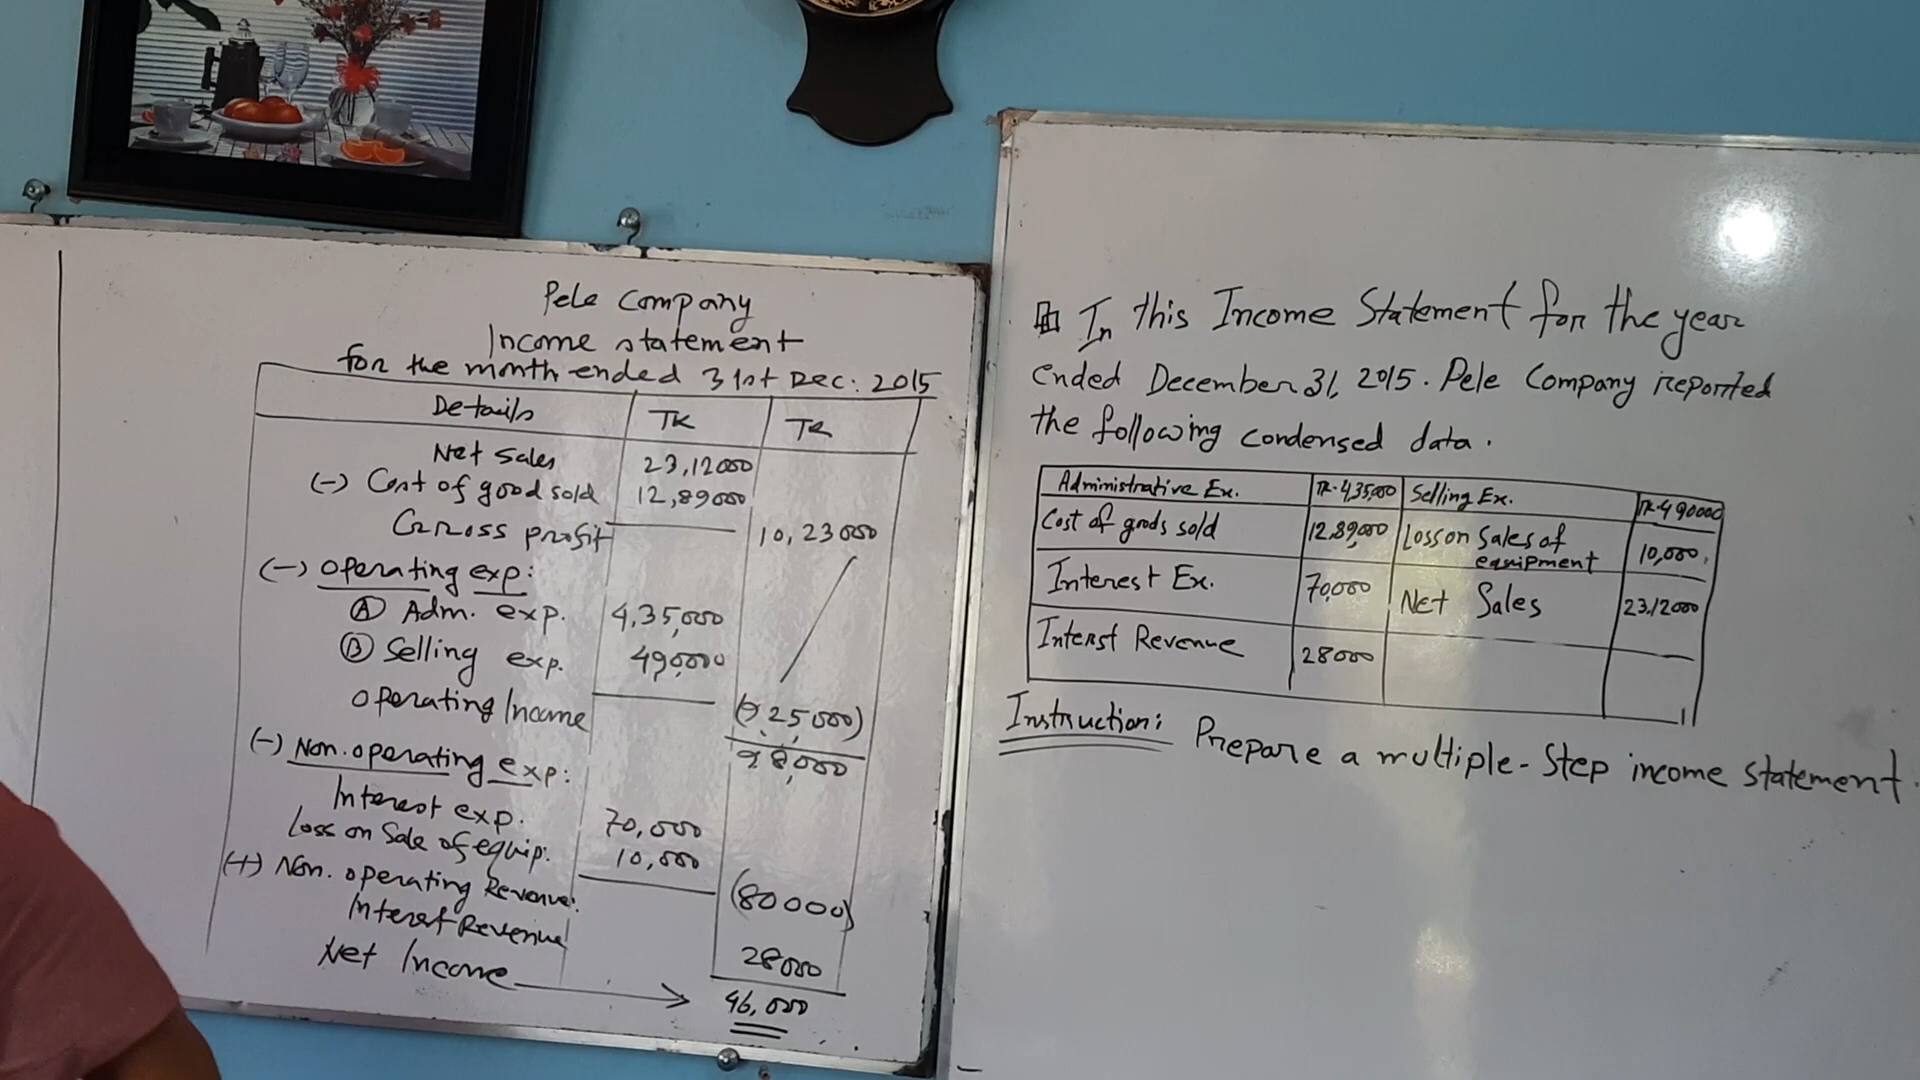 Pele Company
Income statement
for the month ended 31st Dec: 2015
Details TK TK
Net sales 23,12000
(-) Cost of good sold 12,89000
Gross profit 10,23000
(-) Operating exp:
(A) Adm. exp. 4,35,000
(B) Selling exp. 490,000
Operating Income (9,25,000)
98,000
(-) Non. operating exp:
Interest exp. 70,000
Loss on Sale of equip. 10,000
(80000)
(+) Non. operating Revenue:
Interest Revenue 28000
Net Income 46,000
In this Income Statement for the year
ended December 31, 2015. Pele Company reported
the following condensed data.
Administrative Ex. TK-4,35,000 Selling Ex. TK-490000
Cost of goods sold 12,89,000 Loss on Sales of
equipment 10,000
Interest Ex. 70,000 Net Sales 23,12000
Interst Revenue 28000
Instruction: Prepare a multiple-Step income statement.